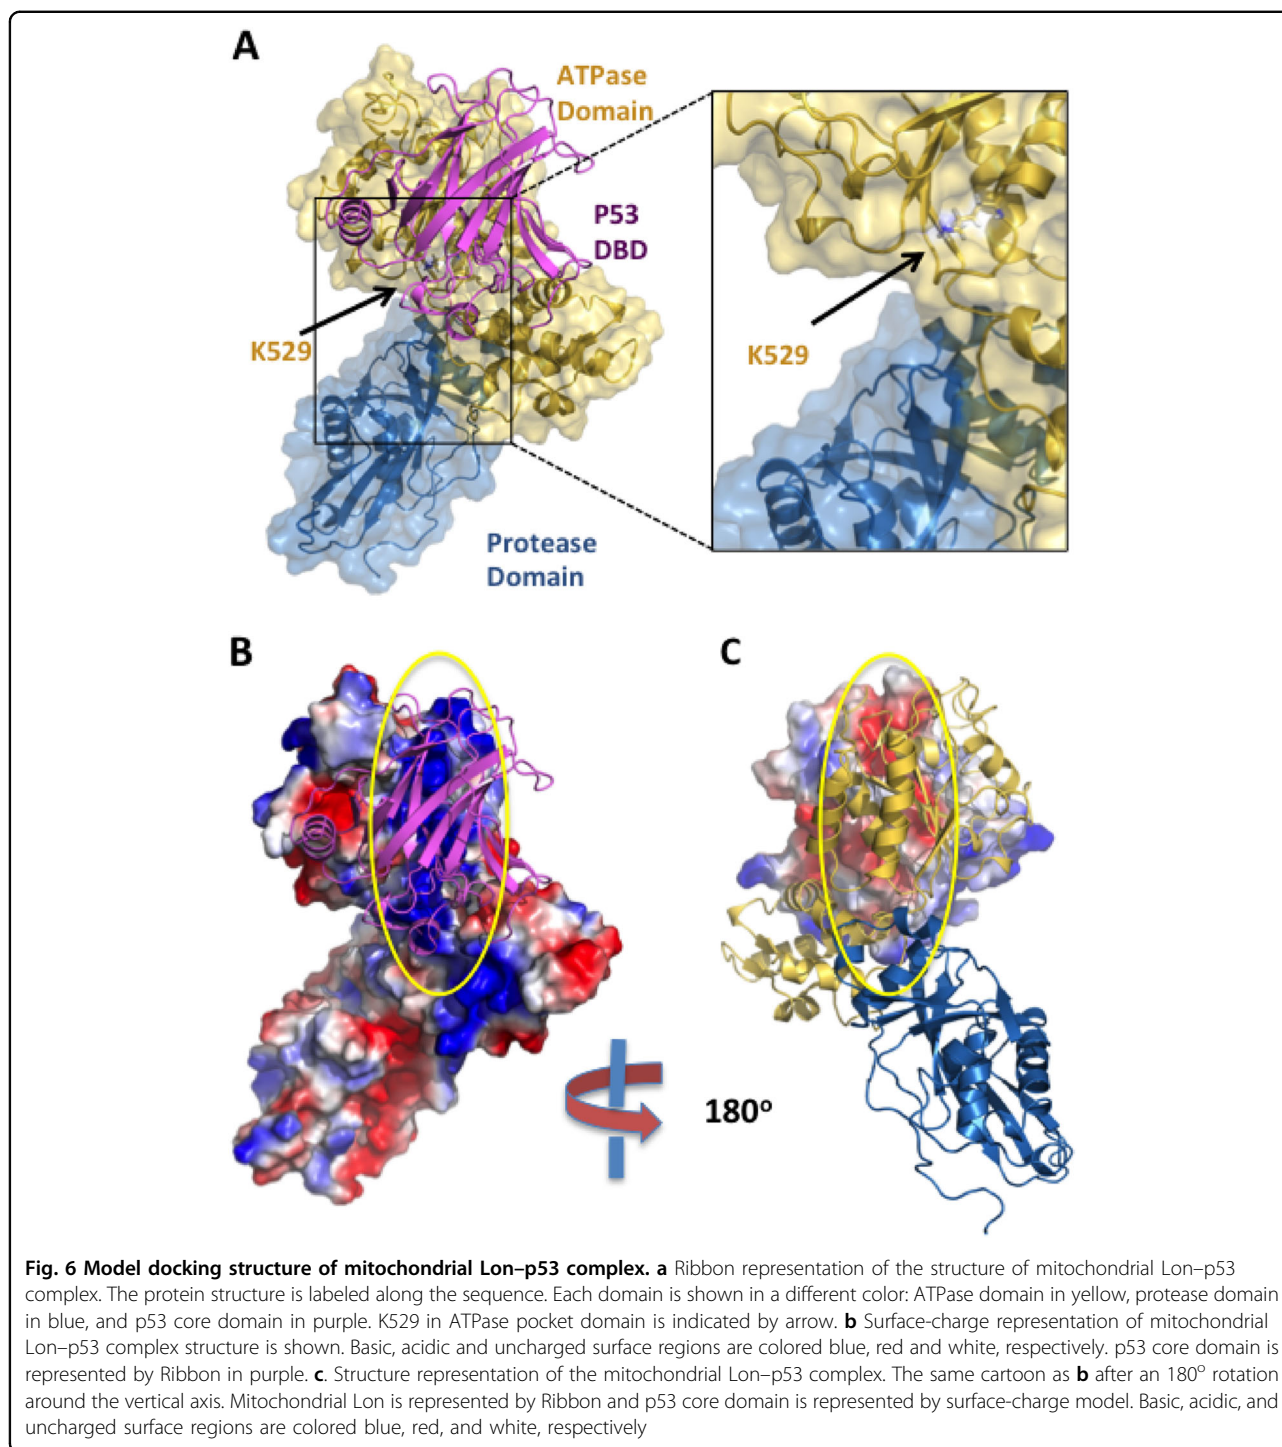 A
ATPase
Domain
P53
DBD
K529
K529
Protease
Domain
B
C
180°
Fig. 6 Model docking structure of mitochondrial Lon–p53 complex. a Ribbon representation of the structure of mitochondrial Lon–p53
complex. The protein structure is labeled along the sequence. Each domain is shown in a different color: ATPase domain in yellow, protease domain
in blue, and p53 core domain in purple. K529 in ATPase pocket domain is indicated by arrow. b Surface-charge representation of mitochondrial
Lon–p53 complex structure is shown. Basic, acidic and uncharged surface regions are colored blue, red and white, respectively. p53 core domain is
represented by Ribbon in purple. c. Structure representation of the mitochondrial Lon–p53 complex. The same cartoon as b after an 180° rotation
around the vertical axis. Mitochondrial Lon is represented by Ribbon and p53 core domain is represented by surface-charge model. Basic, acidic, and
uncharged surface regions are colored blue, red, and white, respectively